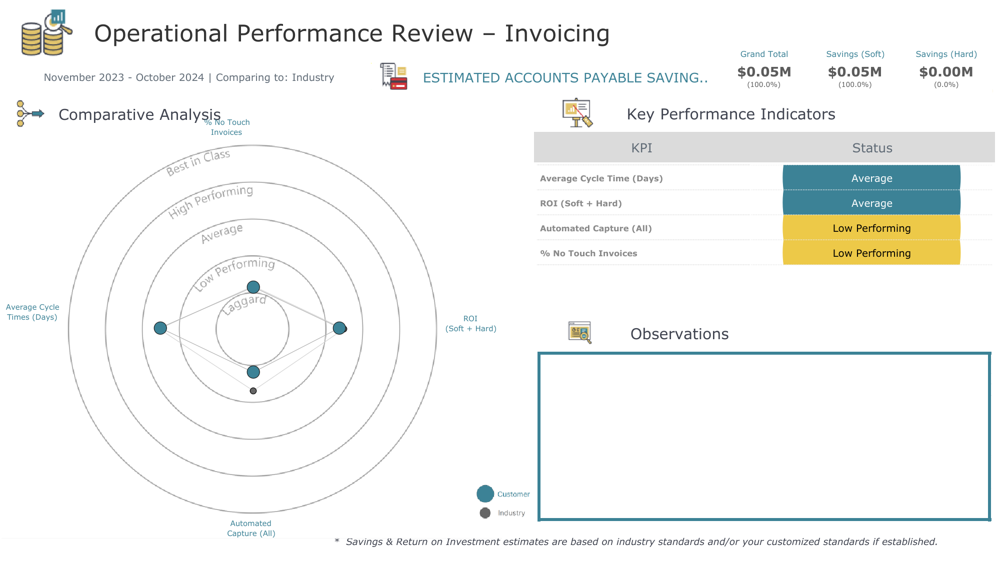 Operational Performance Review – Invoicing
November 2023 - October 2024 | Comparing to: Industry
ESTIMATED ACCOUNTS PAYABLE SAVING..
Grand Total
$0.05M
(100.0%)
Savings (Soft)
$0.05M
(100.0%)
Savings (Hard)
$0.00M
(0.0%)
Comparative Analysis
% No Touch
Invoices
Best in Class
High Performing
Average
Low Performing
Laggard
Average Cycle
Times (Days)
ROI
(Soft + Hard)
Automated
Capture (All)
Customer
Industry
Key Performance Indicators
KPI Status
Average Cycle Time (Days) Average
ROI (Soft + Hard) Average
Automated Capture (All) Low Performing
% No Touch Invoices Low Performing
Observations
* Savings & Return on Investment estimates are based on industry standards and/or your customized standards if established.